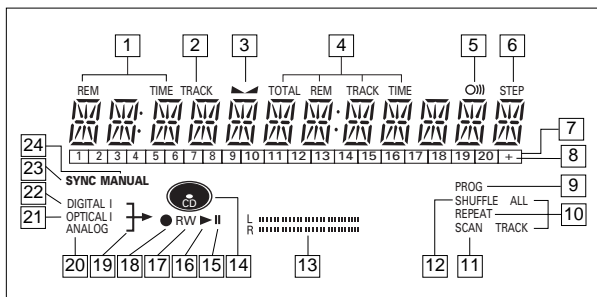 1 2 3 4 5 6
REM TIME TRACK TOTAL REM TRACK TIME STEP
1 2 3 4 5 6 7 8 9 10 11 12 13 14 15 16 17 18 19 20 +
7
8
24
23 SYNC MANUAL
22 DIGITAL I
21 OPTICAL I
ANALOG
CD
RW
L
R
PROG 9
SHUFFLE ALL
REPEAT 10
SCAN TRACK
20 19 18 17 16 15 14 13 12 11